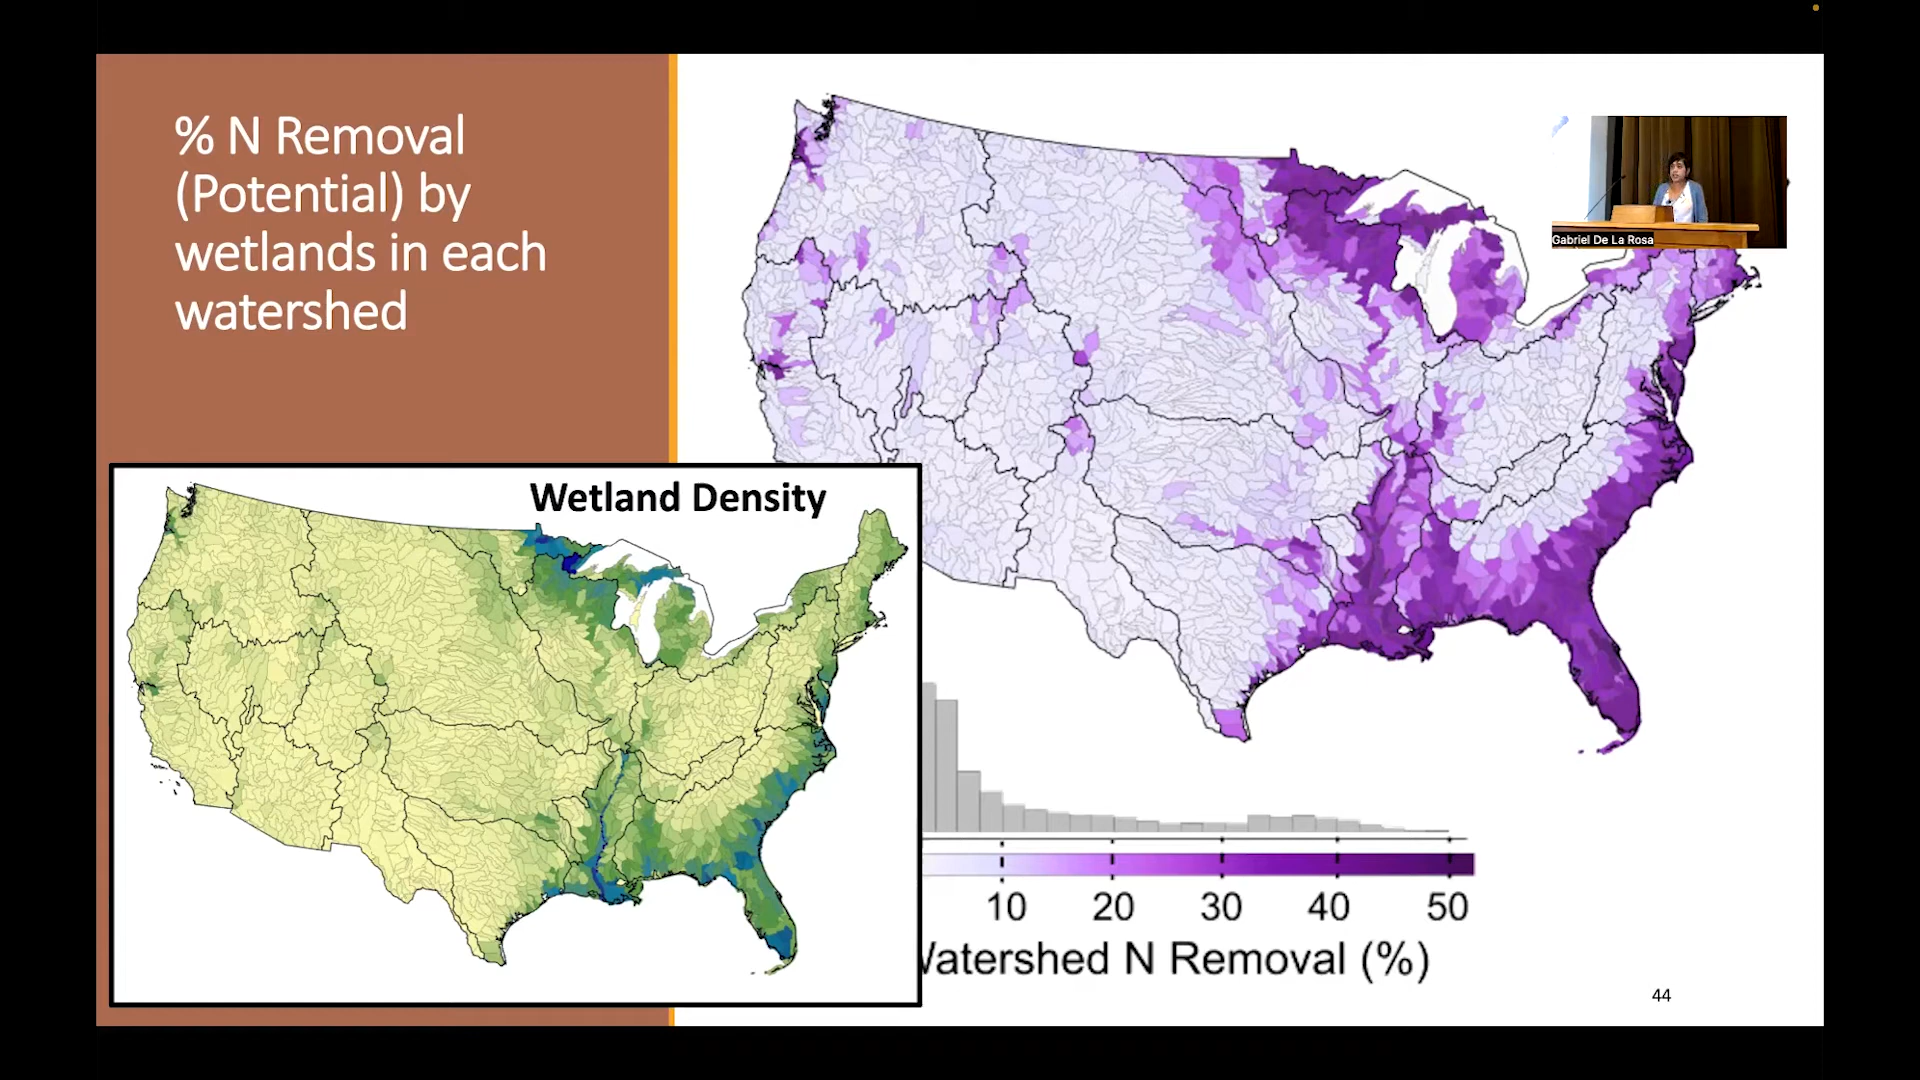 % N Removal
(Potential) by
wetlands in each
watershed
Gabriel De La Rosa
Wetland Density
10 20 30 40 50
Watershed N Removal (%)
44